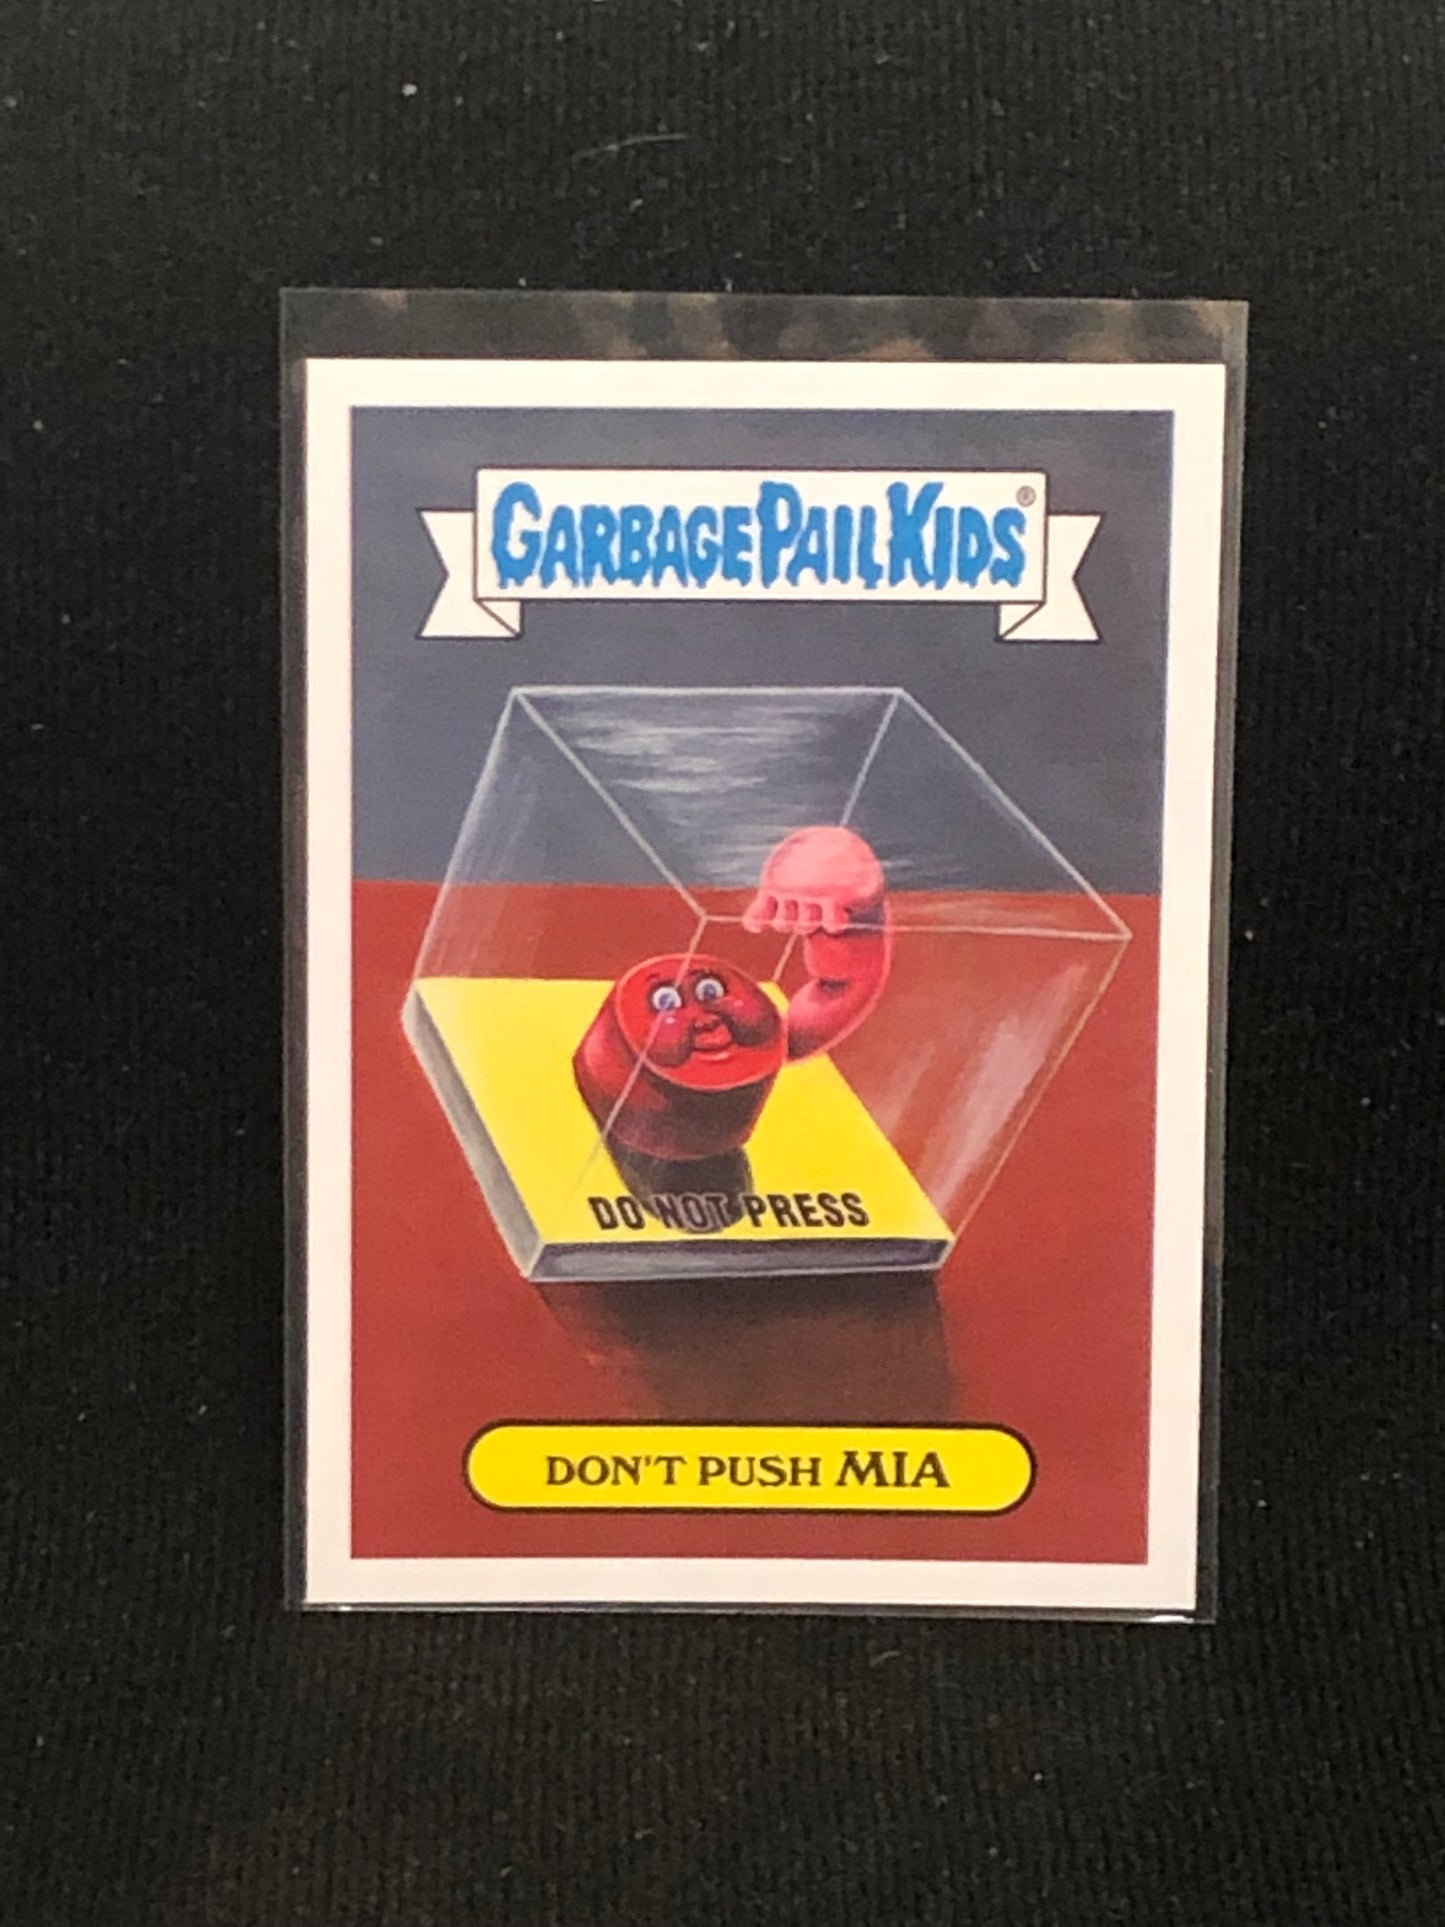 GARBAGE PAIL KIDS®
DO NOT PRESS
DON'T PUSH MIA